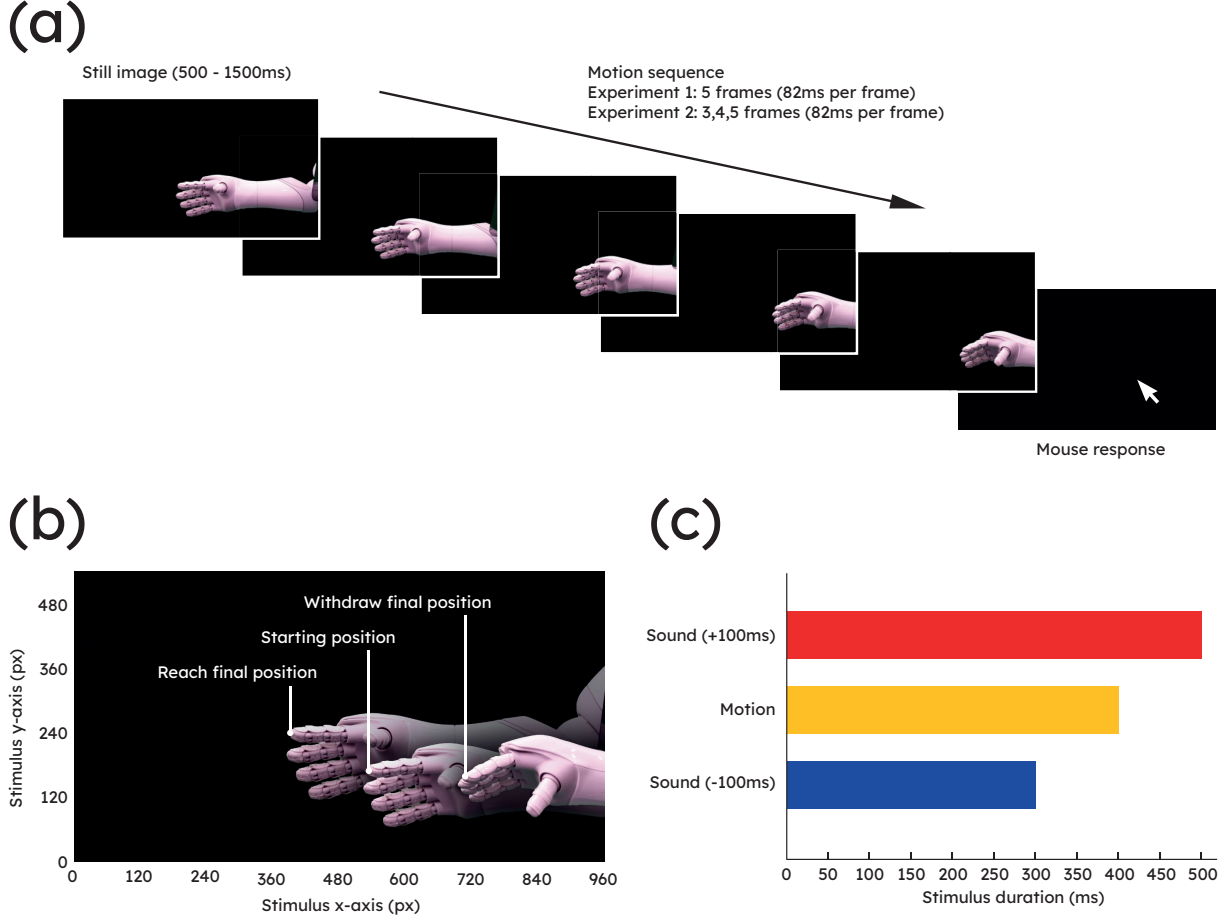 (a)
Still image (500 - 1500ms)
Motion sequence
Experiment 1: 5 frames (82ms per frame)
Experiment 2: 3,4,5 frames (82ms per frame)
Mouse response
(b)
Stimulus y-axis (px)
480
360
240
120
0
Withdraw final position
Starting position
Reach final position
0 120 240 360 480 600 720 840 960
Stimulus x-axis (px)
(c)
Sound (+100ms)
Motion
Sound (-100ms)
0 50 100 150 200 250 300 350 400 450 500
Stimulus duration (ms)